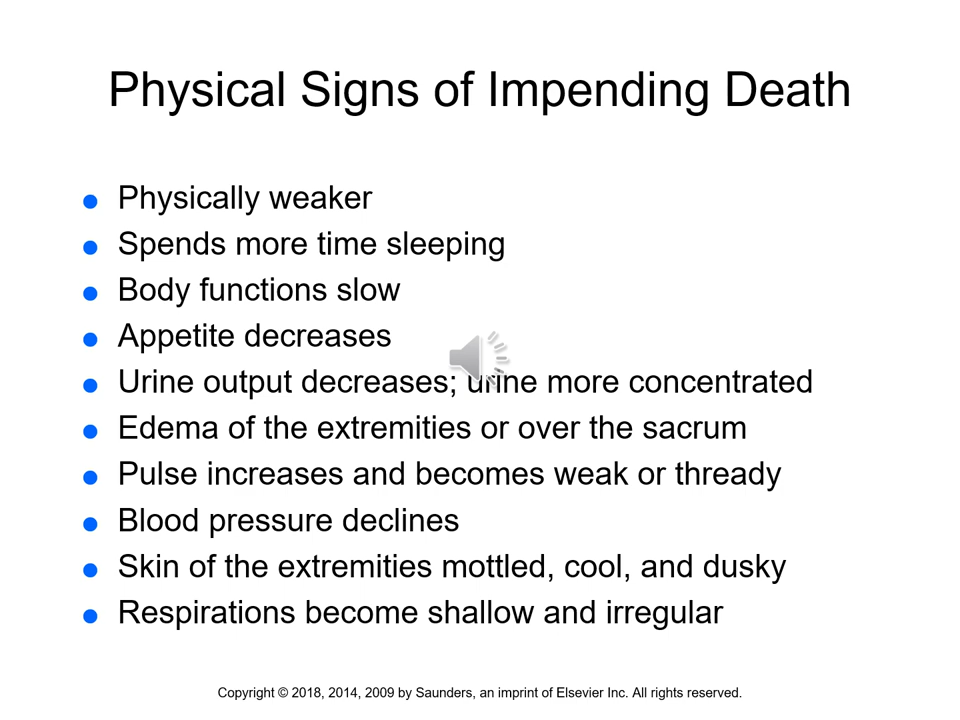 Physical Signs of Impending Death
Physically weaker
Spends more time sleeping
Body functions slow
Appetite decreases
Urine output decreases; urine more concentrated
Edema of the extremities or over the sacrum
Pulse increases and becomes weak or thready
Blood pressure declines
Skin of the extremities mottled, cool, and dusky
Respirations become shallow and irregular
Copyright © 2018, 2014, 2009 by Saunders, an imprint of Elsevier Inc. All rights reserved.